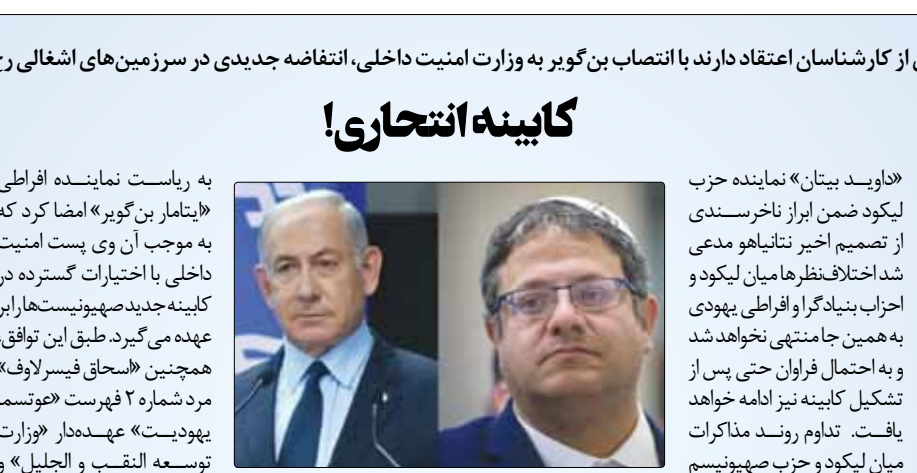 از کارشناسان اعتقاد دارند با انتصاب بن‌گویر به وزارت امنیت داخلی، انتفاضه جدیدی در سرزمین‌های اشغالی
کابینه انتحاری!
«داویـد بیتان» نماینده حزب
لیکود ضمن ابراز ناخرســندی
از تصمیم اخیر نتانیاهو مدعی
شد اختلاف‌نظرها میان لیکود و
احزاب بنیادگرا و افراطی یهودی
به همین جا منتهی نخواهد شد
و به احتمال فراوان حتی پس از
تشکیل کابینه نیز ادامه خواهد
یافــت. تداوم رونــد مذاکرات
میان لیکود و حزب صهیونیسم
به ریاســت نماینــده افراطی
«ایتامار بن‌گویر» امضا کرد که
به موجب آن وی پست امنیت
داخلی با اختیارات گسترده در
کابینه جدید صهیونیست‌ها را بر
عهده می‌گیرد. طبق این توافق،
همچنین «اسحاق فیسرلاوف»
مرد شماره ۲ فهرست «عوتسما
یهودیــت» عهــده‌دار «وزارت
توســعه النقــب و الجلیل» و